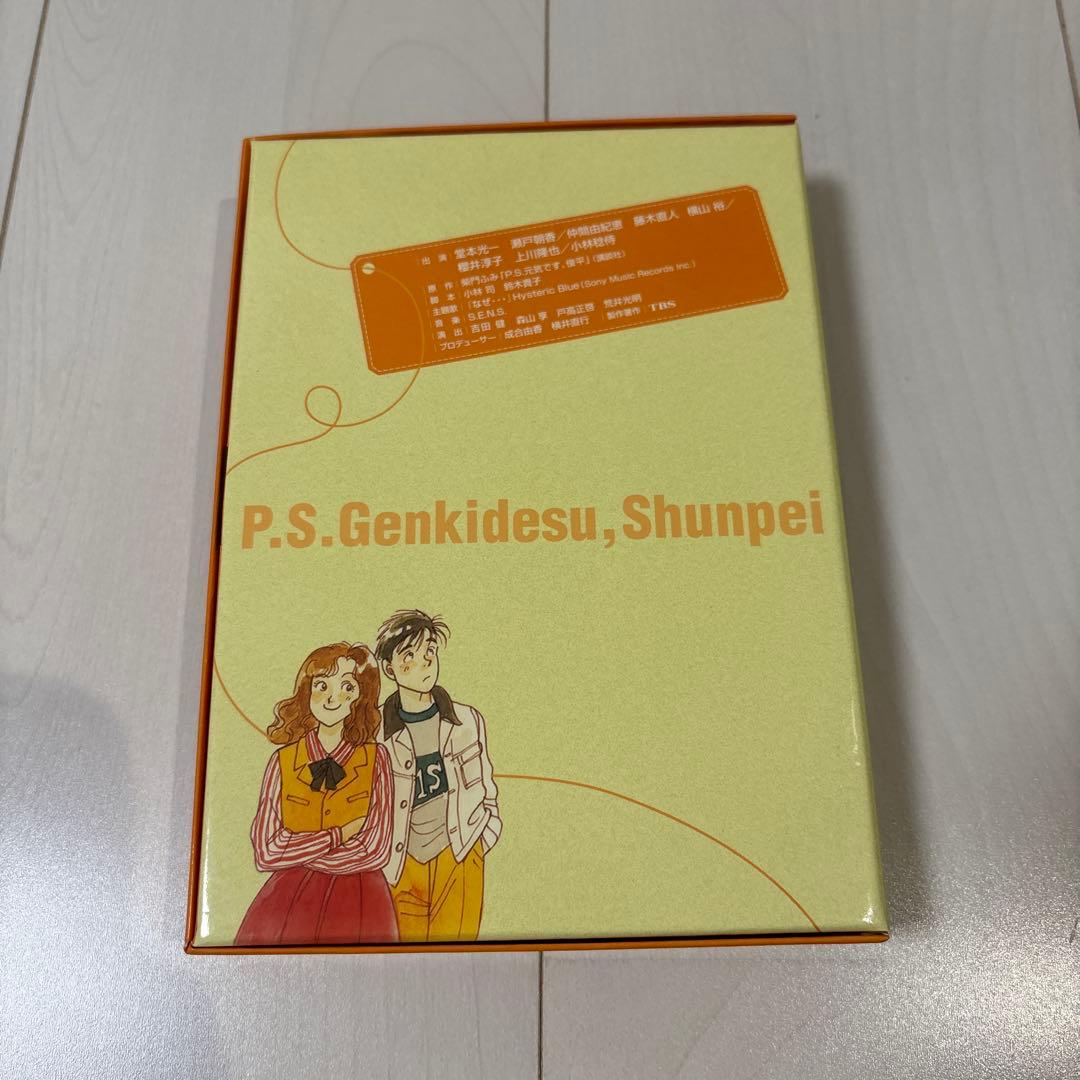 出演 堂本光一 瀬戸朝香／仲間由紀恵 藤木直人 横山 裕／
櫻井淳子 上川隆也／小林稔侍
原作 柴門ふみ「P.S.元気です、俊平」(講談社)
脚本 小林 司 鈴木貴子
主題歌 「なぜ・・・」Hysteric Blue (Sony Music Records Inc.)
音楽 S.E.N.S.
演出 吉田 健 森山 享 戸高正啓 荒井光明
プロデューサー 成合由香 横井直行 製作著作 TBS
P.S.Genkidesu,Shunpei
1S